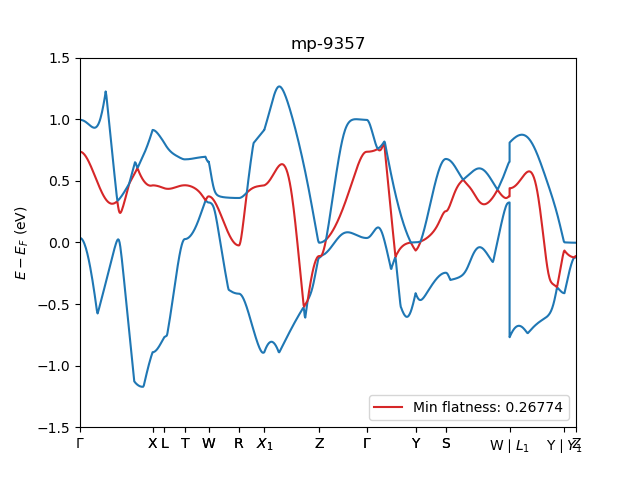 mp-9357
E − E_F (eV)
1.5
1.0
0.5
0.0
−0.5
−1.0
−1.5
Min flatness: 0.26774
Γ X L T W R X₁ Z Γ Y S W | L₁ Y | Y₁ Z